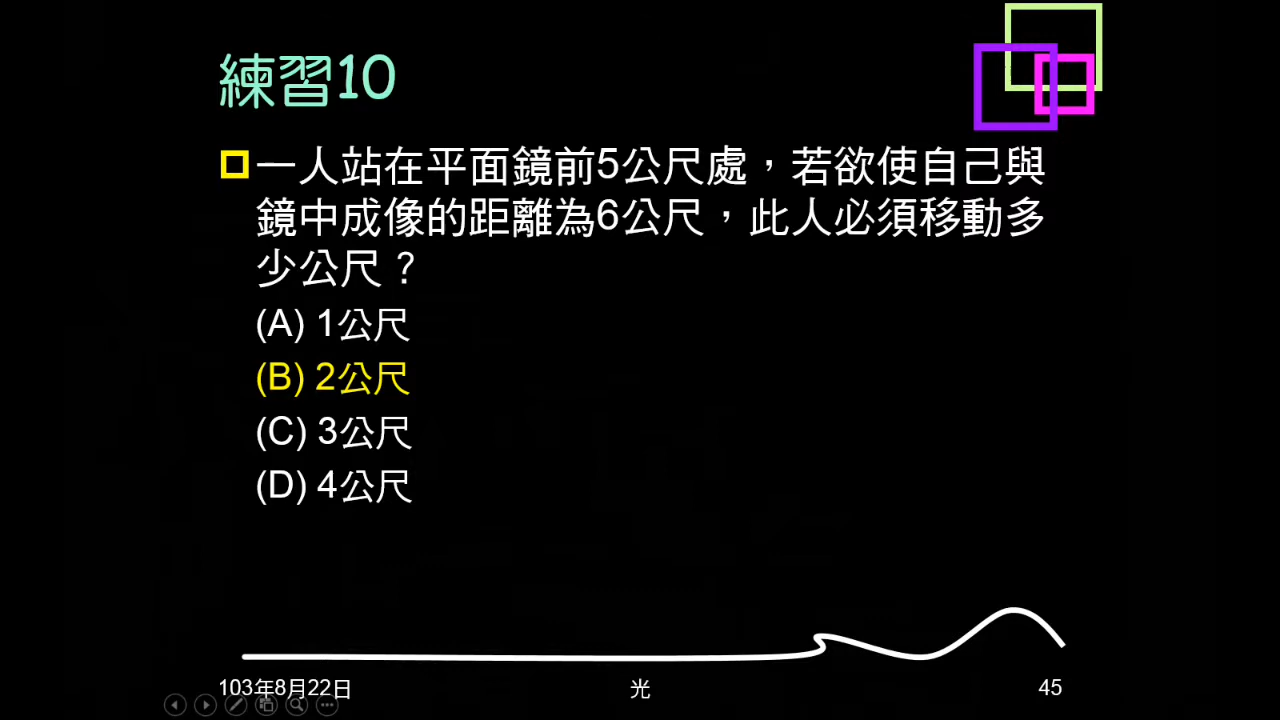 練習10
一人站在平面鏡前5公尺處，若欲使自己與
鏡中成像的距離為6公尺，此人必須移動多
少公尺？
(A) 1公尺
(B) 2公尺
(C) 3公尺
(D) 4公尺
103年8月22日
光
45